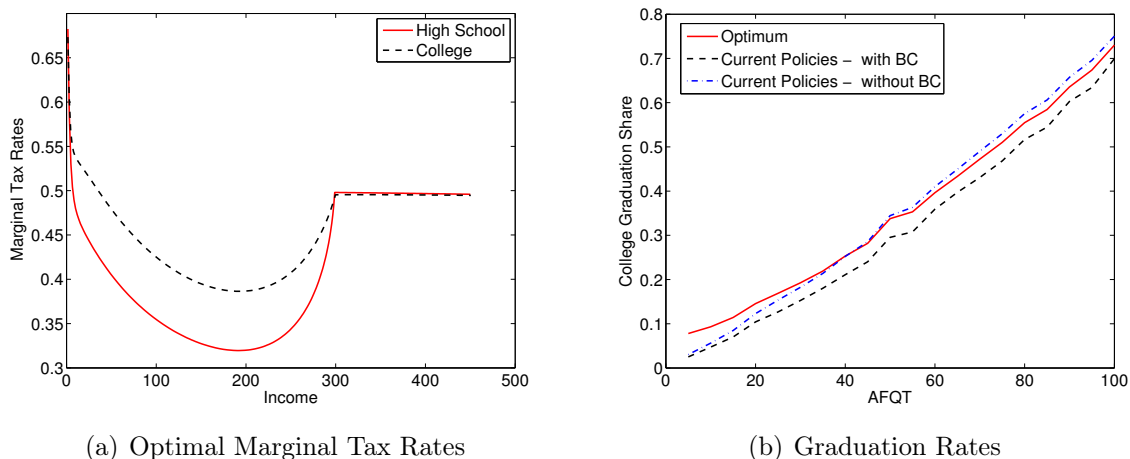 High School
College
0.65
0.6
0.55
0.5
0.45
0.4
0.35
0.3
0
100
200
300
400
500
Marginal Tax Rates
Income
(a) Optimal Marginal Tax Rates
Optimum
Current Policies − with BC
Current Policies − without BC
0.8
0.7
0.6
0.5
0.4
0.3
0.2
0.1
0
0
20
40
60
80
100
College Graduation Share
AFQT
(b) Graduation Rates